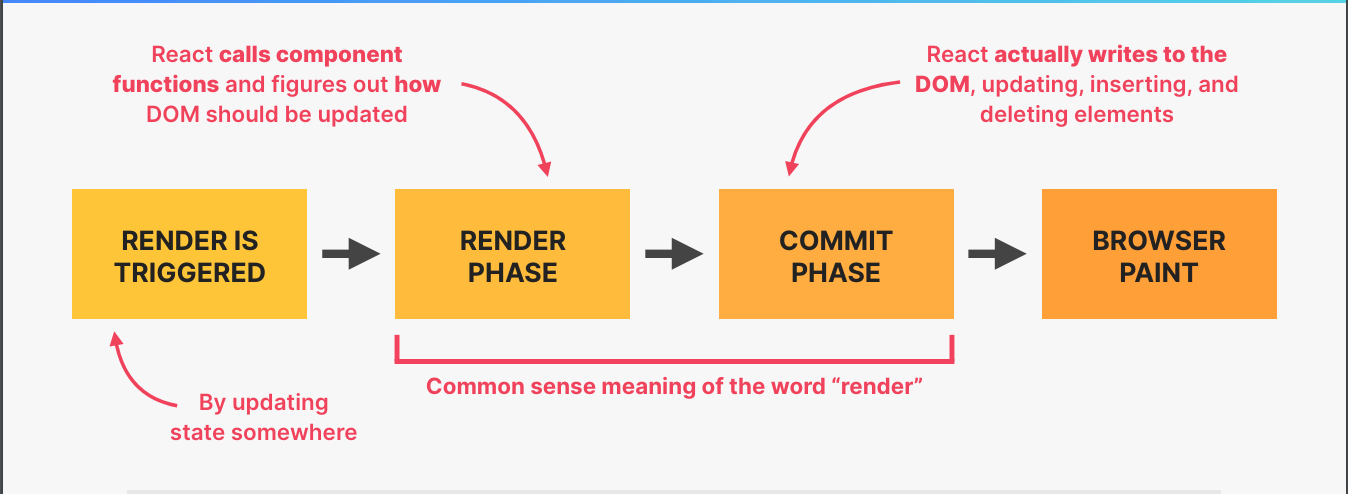 React calls component
functions and figures out how
DOM should be updated
React actually writes to the
DOM, updating, inserting, and
deleting elements
RENDER IS
TRIGGERED
RENDER
PHASE
COMMIT
PHASE
BROWSER
PAINT
Common sense meaning of the word “render”
By updating
state somewhere